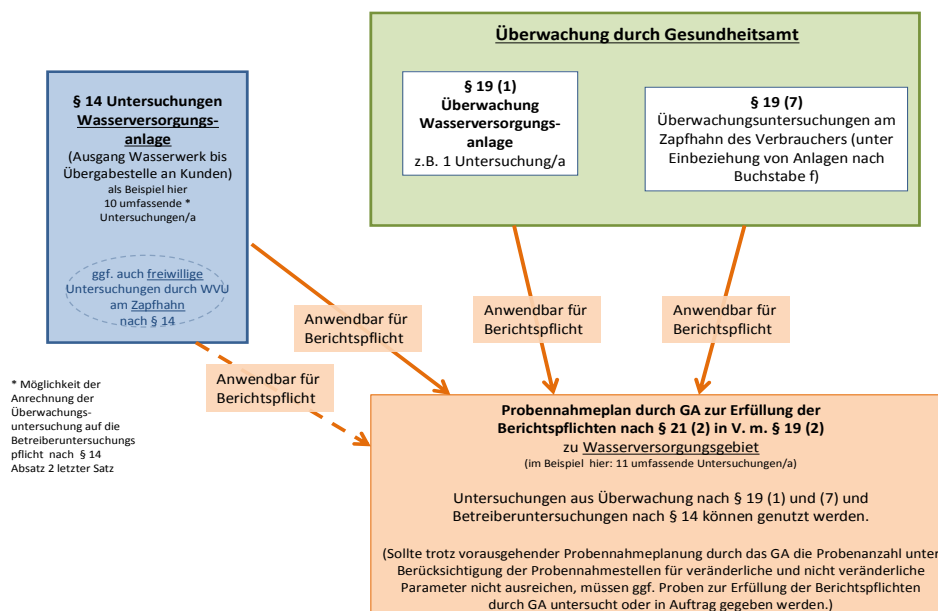 Überwachung durch Gesundheitsamt
§ 14 Untersuchungen
Wasserversorgungs-
anlage
(Ausgang Wasserwerk bis
Übergabestelle an Kunden)
als Beispiel hier
10 umfassende *
Untersuchungen/a
ggf. auch freiwillige
Untersuchungen durch WVU
am Zapfhahn
nach § 14
§ 19 (1)
Überwachung
Wasserversorgungs-
anlage
z.B. 1 Untersuchung/a
§ 19 (7)
Überwachungsuntersuchungen am
Zapfhahn des Verbrauchers (unter
Einbeziehung von Anlagen nach
Buchstabe f)
Anwendbar für
Berichtspflicht
Anwendbar für
Berichtspflicht
Anwendbar für
Berichtspflicht
Anwendbar für
Berichtspflicht
* Möglichkeit der
Anrechnung der
Überwachungs-
untersuchung auf die
Betreiberuntersuchungs
pflicht nach § 14
Absatz 2 letzter Satz
Probennahmeplan durch GA zur Erfüllung der
Berichtspflichten nach § 21 (2) in V. m. § 19 (2)
zu Wasserversorgungsgebiet
(im Beispiel hier: 11 umfassende Untersuchungen/a)
Untersuchungen aus Überwachung nach § 19 (1) und (7) und
Betreiberuntersuchungen nach § 14 können genutzt werden.
(Sollte trotz vorausgehender Probennahmeplanung durch das GA die Probenanzahl unter
Berücksichtigung der Probennahmestellen für veränderliche und nicht veränderliche
Parameter nicht ausreichen, müssen ggf. Proben zur Erfüllung der Berichtspflichten
durch GA untersucht oder in Auftrag gegeben werden.)